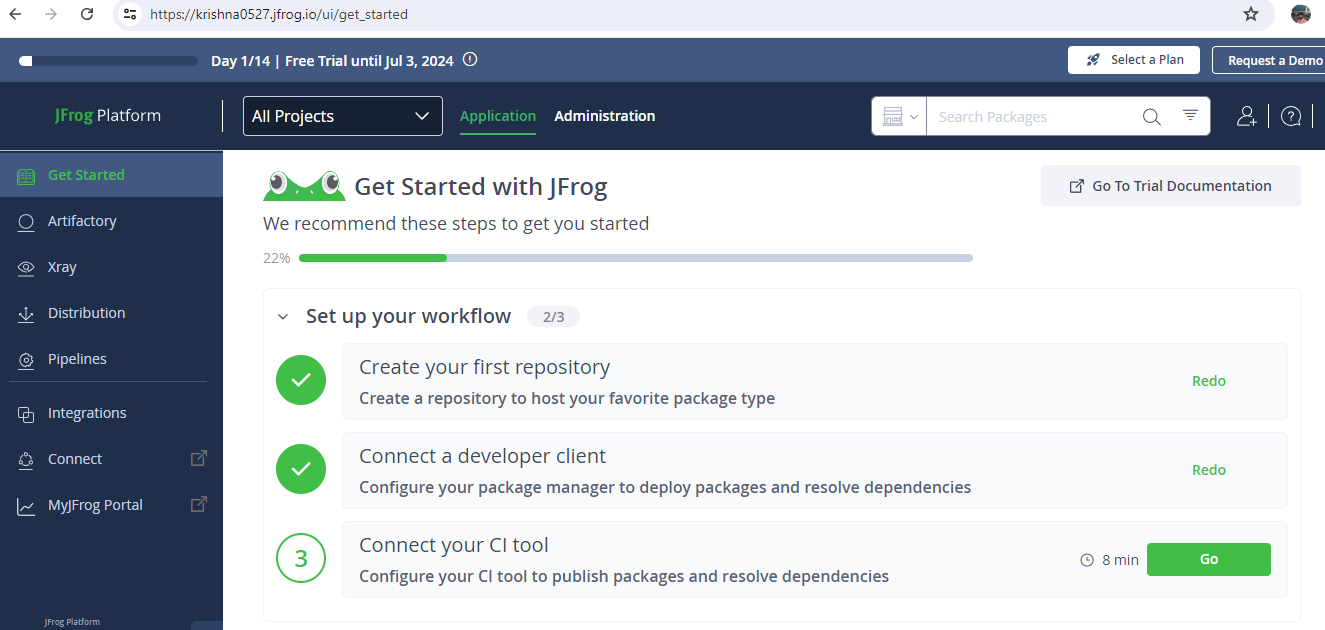 https://krishna0527.jfrog.io/ui/get_started
Day 1/14 | Free Trial until Jul 3, 2024
Select a Plan
Request a Demo
JFrog Platform
All Projects
Application
Administration
Search Packages
Get Started
Artifactory
Xray
Distribution
Pipelines
Integrations
Connect
MyJFrog Portal
JFrog Platform
Get Started with JFrog
Go To Trial Documentation
We recommend these steps to get you started
22%
Set up your workflow 2/3
Create your first repository
Create a repository to host your favorite package type
Redo
Connect a developer client
Configure your package manager to deploy packages and resolve dependencies
Redo
3
Connect your CI tool
Configure your CI tool to publish packages and resolve dependencies
8 min
Go